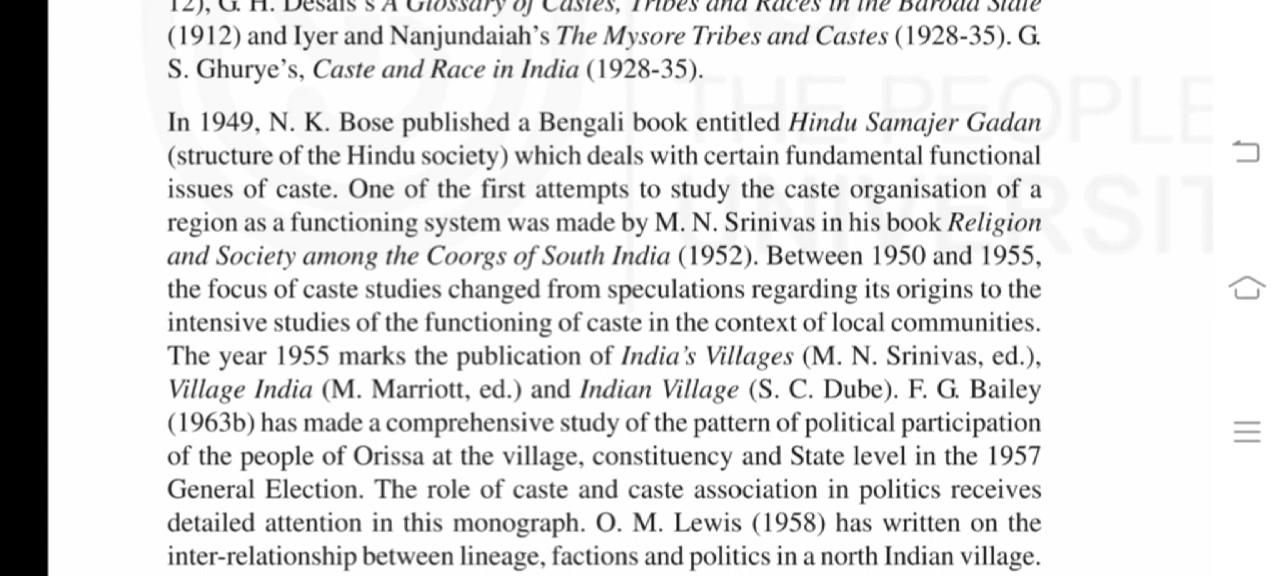 12), G. H. Desais's A Glossary of Castes, Tribes and Races in the Baroda State
(1912) and Iyer and Nanjundaiah's The Mysore Tribes and Castes (1928-35). G.
S. Ghurye's, Caste and Race in India (1928-35).
THE PEOPLE
UNIVERSIT
In 1949, N. K. Bose published a Bengali book entitled Hindu Samajer Gadan
(structure of the Hindu society) which deals with certain fundamental functional
issues of caste. One of the first attempts to study the caste organisation of a
region as a functioning system was made by M. N. Srinivas in his book Religion
and Society among the Coorgs of South India (1952). Between 1950 and 1955,
the focus of caste studies changed from speculations regarding its origins to the
intensive studies of the functioning of caste in the context of local communities.
The year 1955 marks the publication of India's Villages (M. N. Srinivas, ed.),
Village India (M. Marriott, ed.) and Indian Village (S. C. Dube). F. G. Bailey
(1963b) has made a comprehensive study of the pattern of political participation
of the people of Orissa at the village, constituency and State level in the 1957
General Election. The role of caste and caste association in politics receives
detailed attention in this monograph. O. M. Lewis (1958) has written on the
inter-relationship between lineage, factions and politics in a north Indian village.